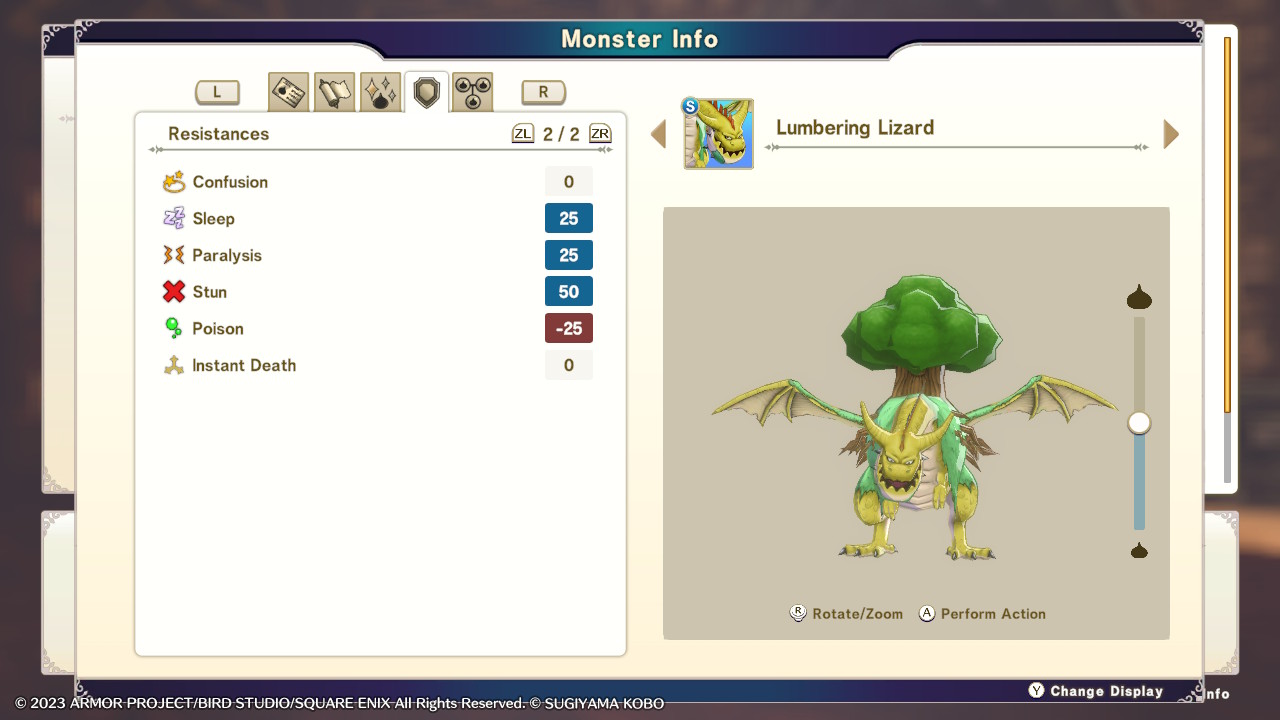 Monster Info
L
R
Resistances
ZL 2 / 2 ZR
S
Lumbering Lizard
Confusion 0
Sleep 25
Paralysis 25
Stun 50
Poison -25
Instant Death 0
R Rotate/Zoom A Perform Action
Y Change Display
nfo
© 2023 ARMOR PROJECT/BIRD STUDIO/SQUARE ENIX All Rights Reserved. © SUGIYAMA KOBO